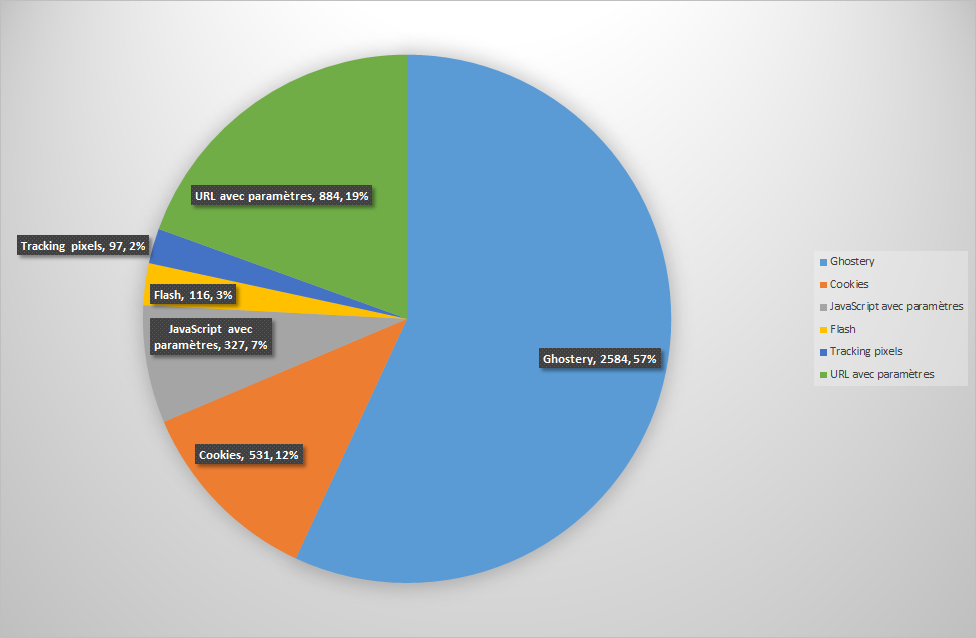 URL avec paramètres, 884, 19%
Tracking pixels, 97, 2%
Flash, 116, 3%
JavaScript avec
paramètres, 327, 7%
Ghostery, 2584, 57%
Cookies, 531, 12%
Ghostery
Cookies
JavaScript avec paramètres
Flash
Tracking pixels
URL avec paramètres